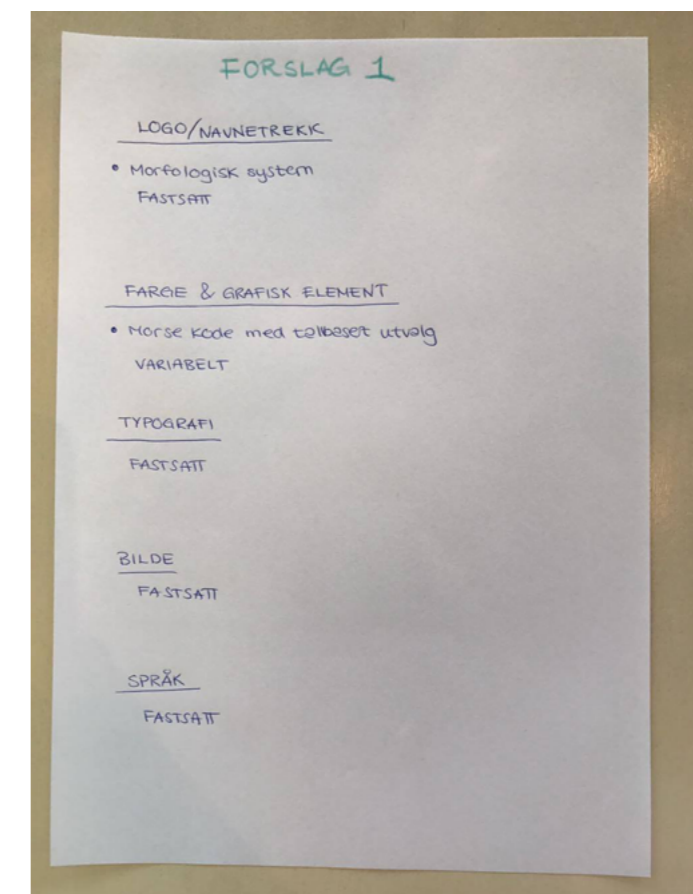 FORSLAG 1
LOGO/NAVNETREKK
• Morfologisk system
FASTSATT
FARGE & GRAFISK ELEMENT
• Morse kode med tallbasert utvalg
VARIABELT
TYPOGRAFI
FASTSATT
BILDE
FASTSATT
SPRÅK
FASTSATT